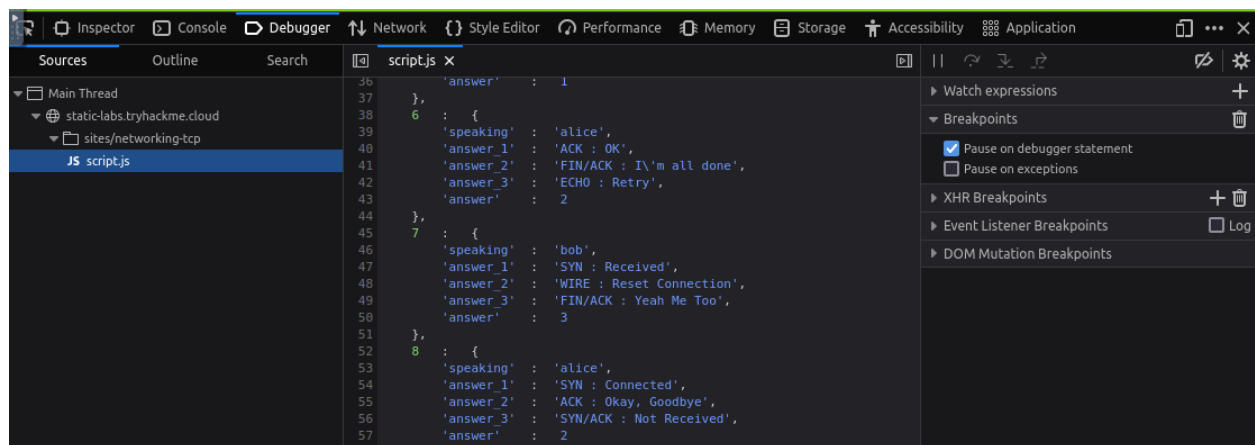 Inspector Console Debugger Network {} Style Editor Performance Memory Storage Accessibility Application
Sources Outline Search
script.js
Main Thread
static-labs.tryhackme.cloud
sites/networking-tcp
JS script.js
36 'answer' : 1
37 },
38 6 : {
39 'speaking' : 'alice',
40 'answer_1' : 'ACK : OK',
41 'answer_2' : 'FIN/ACK : I\'m all done',
42 'answer_3' : 'ECHO : Retry',
43 'answer' : 2
44 },
45 7 : {
46 'speaking' : 'bob',
47 'answer_1' : 'SYN : Received',
48 'answer_2' : 'WIRE : Reset Connection',
49 'answer_3' : 'FIN/ACK : Yeah Me Too',
50 'answer' : 3
51 },
52 8 : {
53 'speaking' : 'alice',
54 'answer_1' : 'SYN : Connected',
55 'answer_2' : 'ACK : Okay, Goodbye',
56 'answer_3' : 'SYN/ACK : Not Received',
57 'answer' : 2
Watch expressions
Breakpoints
Pause on debugger statement
Pause on exceptions
XHR Breakpoints
Event Listener Breakpoints Log
DOM Mutation Breakpoints